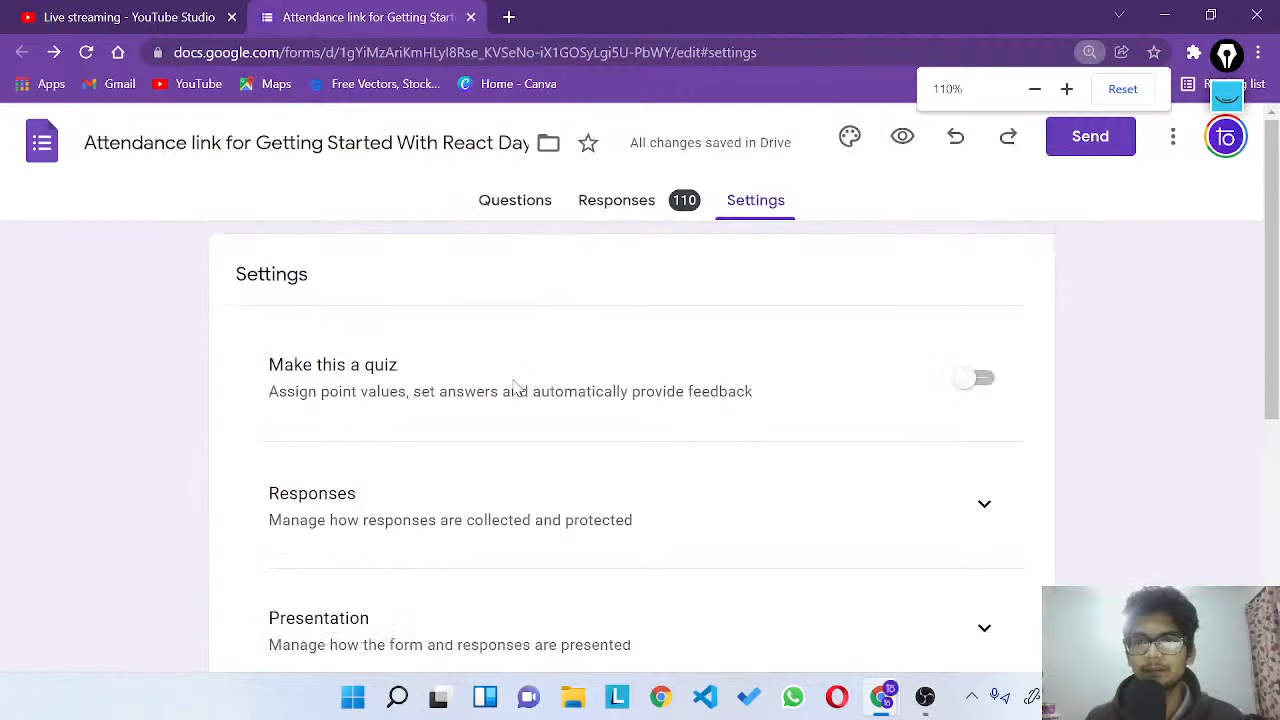 Live streaming - YouTube Studio
Attendance link for Getting Start
docs.google.com/forms/d/1gYiMzAriKmHLyI8Rse_KVSeNo-iX1GOSyLgi5U-PbWY/edit#settings
Apps
Gmail
YouTube
Maps
Free Vectors, Stock...
Home - Canva
list
110%
Reset
Attendance link for Getting Started With React Day
All changes saved in Drive
Send
Questions
Responses
110
Settings
Settings
Make this a quiz
Assign point values, set answers and automatically provide feedback
Responses
Manage how responses are collected and protected
Presentation
Manage how the form and responses are presented